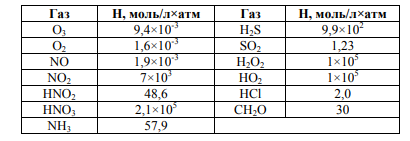 Газ H, моль/л×атм Газ H, моль/л×атм
O₃ 9,4×10⁻³ H₂S 9,9×10²
O₂ 1,6×10⁻³ SO₂ 1,23
NO 1,9×10⁻³ H₂O₂ 1×10⁵
NO₂ 7×10³ HO₂ 1×10⁵
HNO₂ 48,6 HCl 2,0
HNO₃ 2,1×10⁵ CH₂O 30
NH₃ 57,9